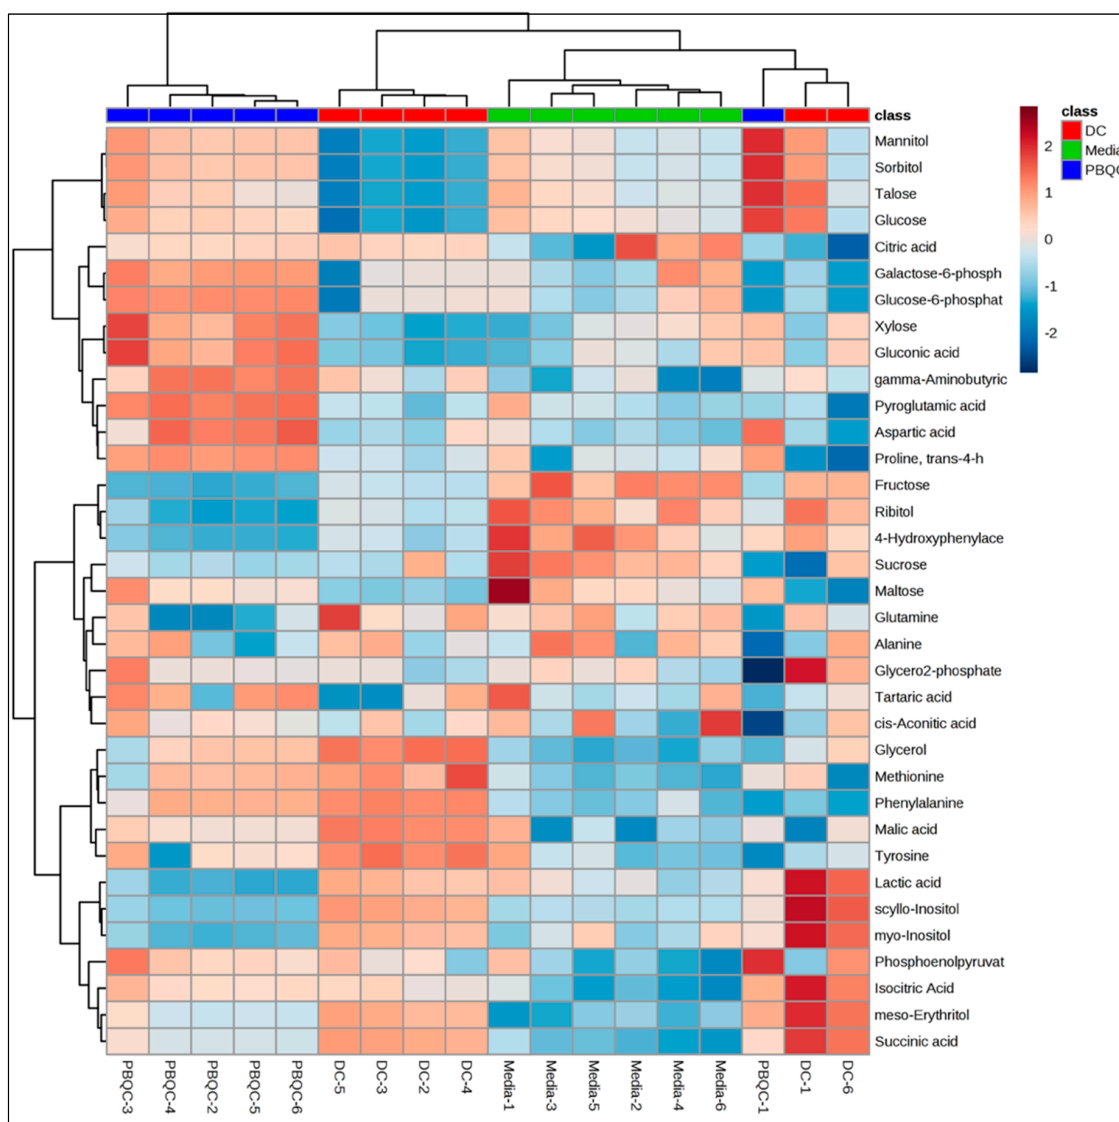 class
class
DC
Media
PBQC
2
1
0
-1
-2
Mannitol
Sorbitol
Talose
Glucose
Citric acid
Galactose-6-phosph
Glucose-6-phosphat
Xylose
Gluconic acid
gamma-Aminobutyric
Pyroglutamic acid
Aspartic acid
Proline, trans-4-h
Fructose
Ribitol
4-Hydroxyphenylace
Sucrose
Maltose
Glutamine
Alanine
Glycero2-phosphate
Tartaric acid
cis-Aconitic acid
Glycerol
Methionine
Phenylalanine
Malic acid
Tyrosine
Lactic acid
scyllo-Inositol
myo-Inositol
Phosphoenolpyruvat
Isocitric Acid
meso-Erythritol
Succinic acid
PBQC-3
PBQC-4
PBQC-2
PBQC-5
PBQC-6
DC-5
DC-3
DC-2
DC-4
Media-1
Media-3
Media-5
Media-2
Media-4
Media-6
PBQC-1
DC-1
DC-6